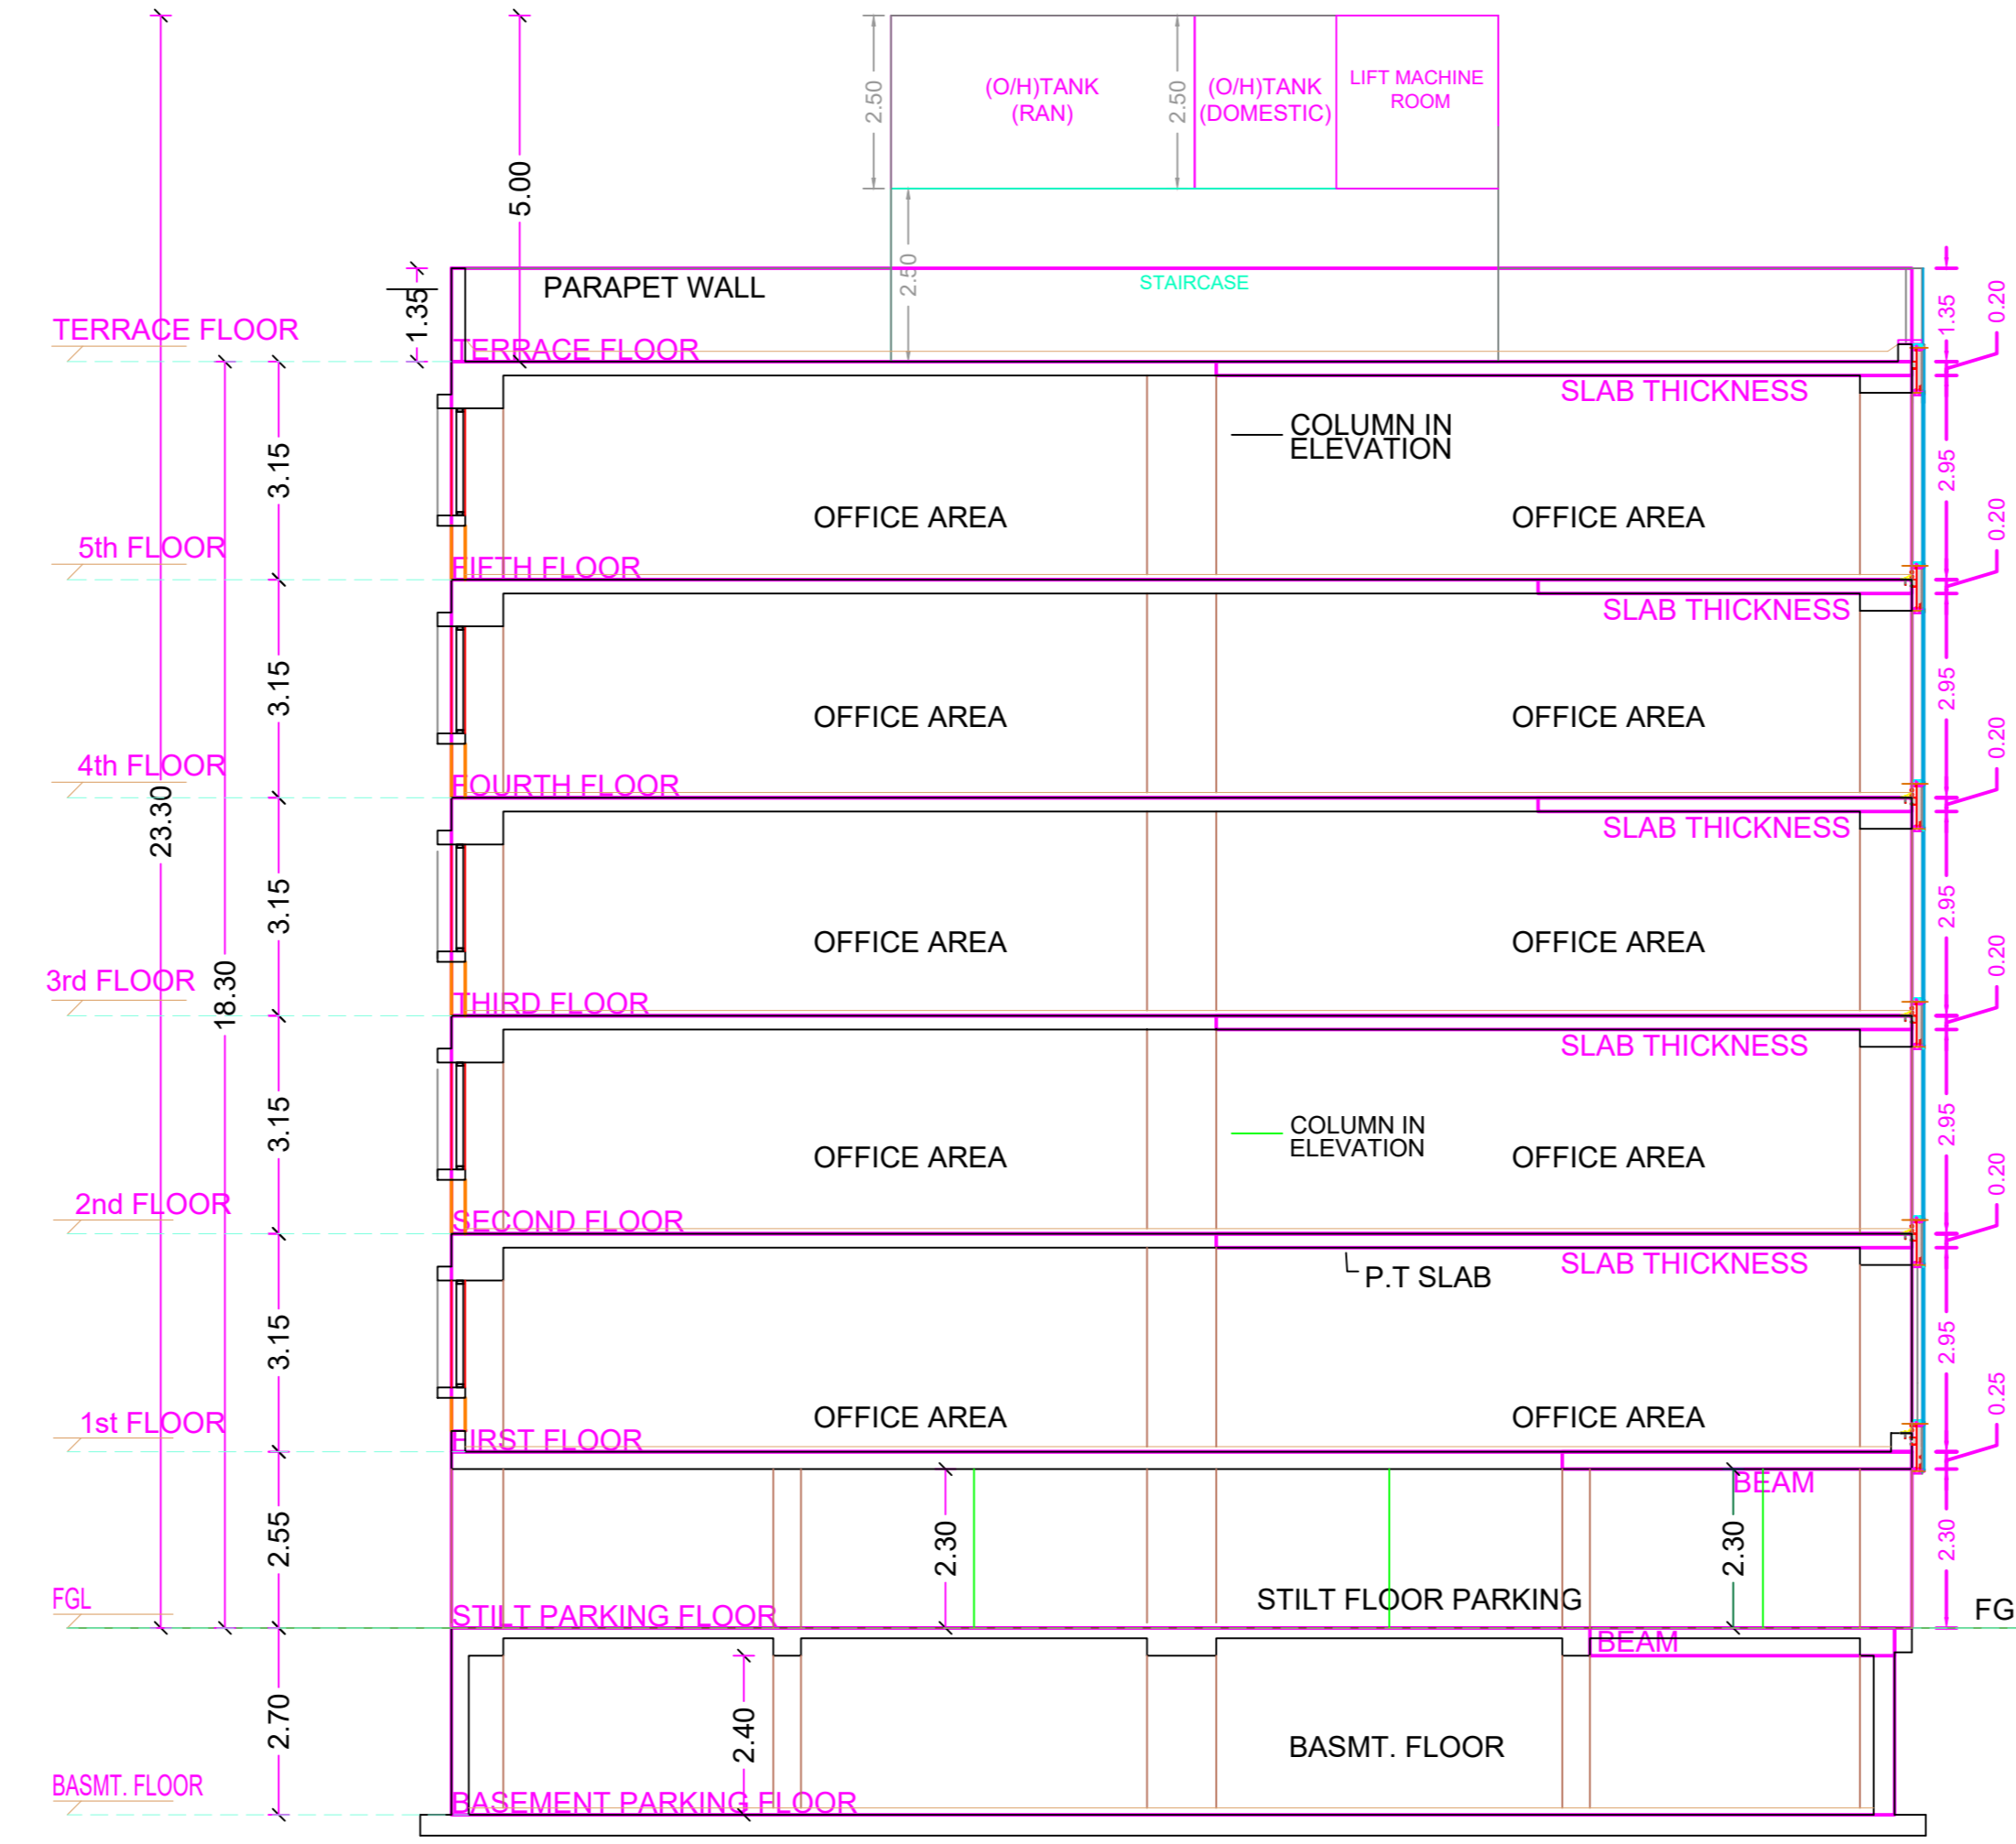 2.50
2.50
(O/H)TANK
(RAN)
(O/H)TANK
(DOMESTIC)
LIFT MACHINE
ROOM
5.00
2.50
STAIRCASE
PARAPET WALL
1.35
1.35
0.20
TERRACE FLOOR
TERRACE FLOOR
SLAB THICKNESS
COLUMN IN
ELEVATION
3.15
2.95
OFFICE AREA
OFFICE AREA
0.20
5th FLOOR
FIFTH FLOOR
SLAB THICKNESS
3.15
2.95
OFFICE AREA
OFFICE AREA
0.20
4th FLOOR
FOURTH FLOOR
SLAB THICKNESS
23.30
3.15
2.95
OFFICE AREA
OFFICE AREA
0.20
3rd FLOOR
18.30
THIRD FLOOR
SLAB THICKNESS
3.15
2.95
COLUMN IN
ELEVATION
OFFICE AREA
OFFICE AREA
0.20
2nd FLOOR
SECOND FLOOR
P.T SLAB
SLAB THICKNESS
3.15
2.95
OFFICE AREA
OFFICE AREA
0.25
1st FLOOR
FIRST FLOOR
BEAM
2.55
2.30
2.30
2.30
FGL
STILT PARKING FLOOR
STILT FLOOR PARKING
FG
BEAM
2.70
2.40
BASMT. FLOOR
BASMT. FLOOR
BASEMENT PARKING FLOOR